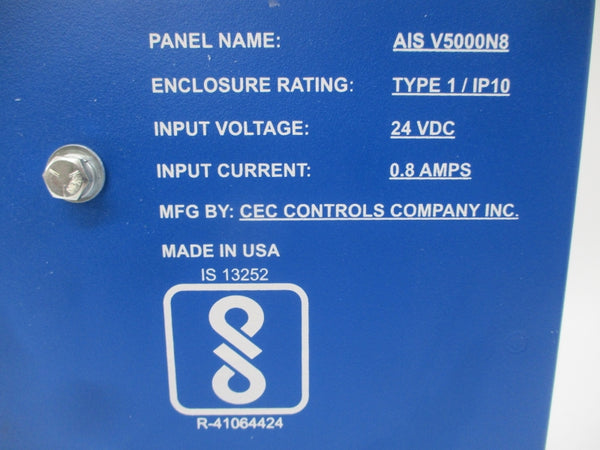 PANEL NAME: AIS V5000N8
ENCLOSURE RATING: TYPE 1 / IP10
INPUT VOLTAGE: 24 VDC
INPUT CURRENT: 0.8 AMPS
MFG BY: CEC CONTROLS COMPANY INC.
MADE IN USA
IS 13252
R-41064424